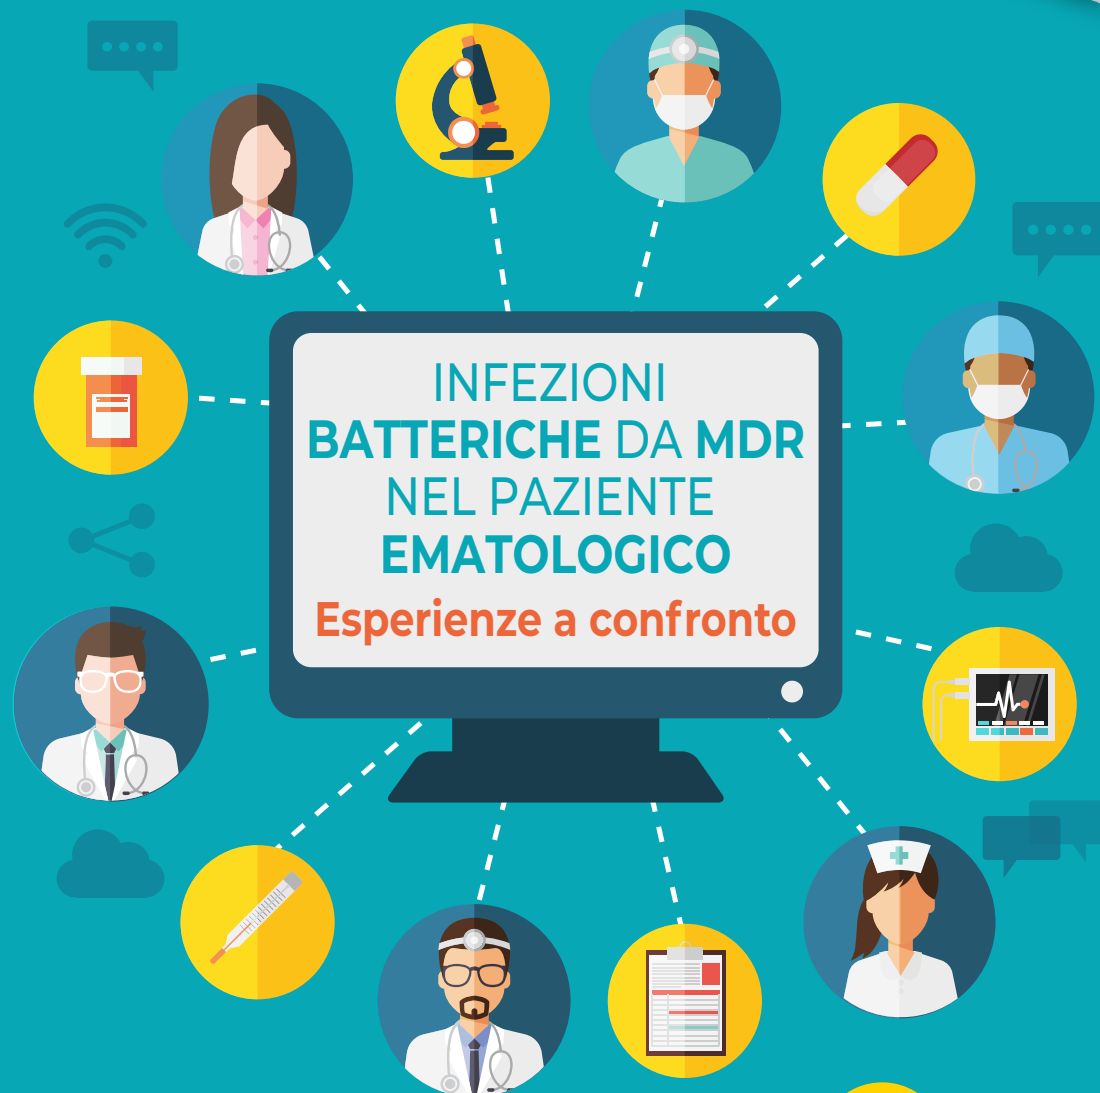 INFEZIONI
BATTERICHE DA MDR
NEL PAZIENTE
EMATOLOGICO
Esperienze a confronto